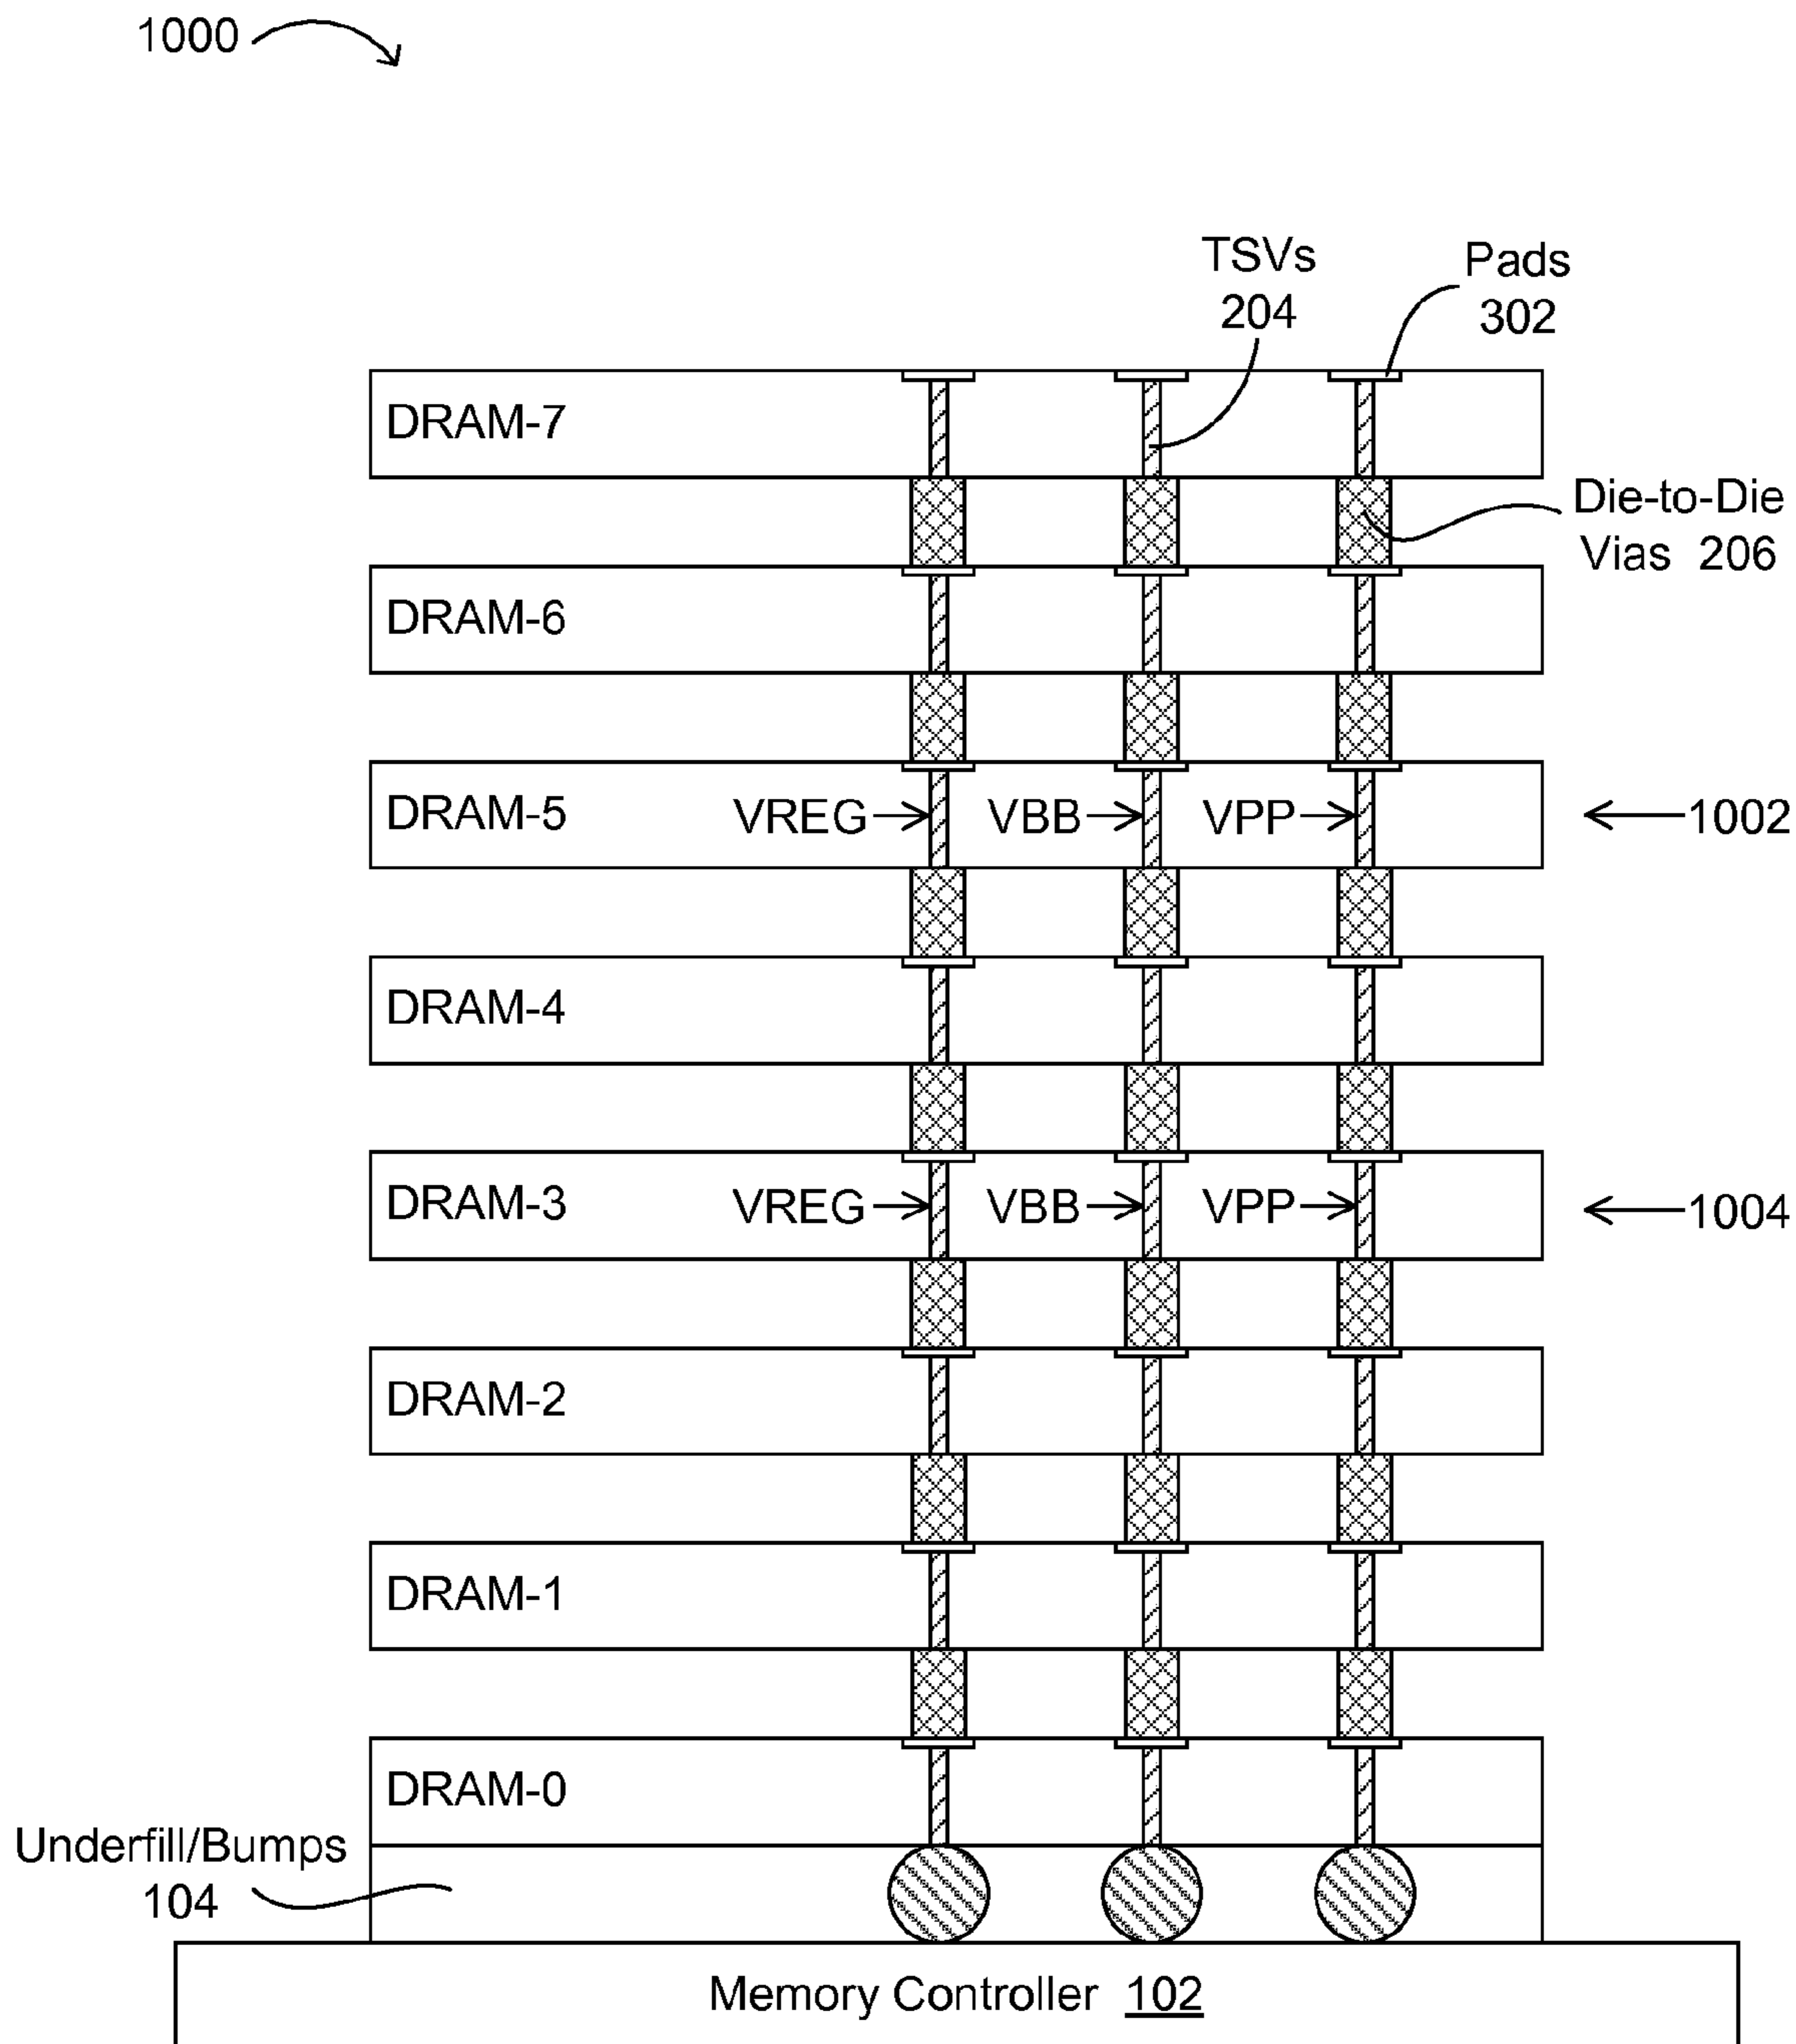 1000
TSVs
204
Pads
302
DRAM-7
Die-to-Die
Vias 206
DRAM-6
DRAM-5 VREG VBB VPP 1002
DRAM-4
DRAM-3 VREG VBB VPP 1004
DRAM-2
DRAM-1
DRAM-0
Underfill/Bumps
104
Memory Controller 102